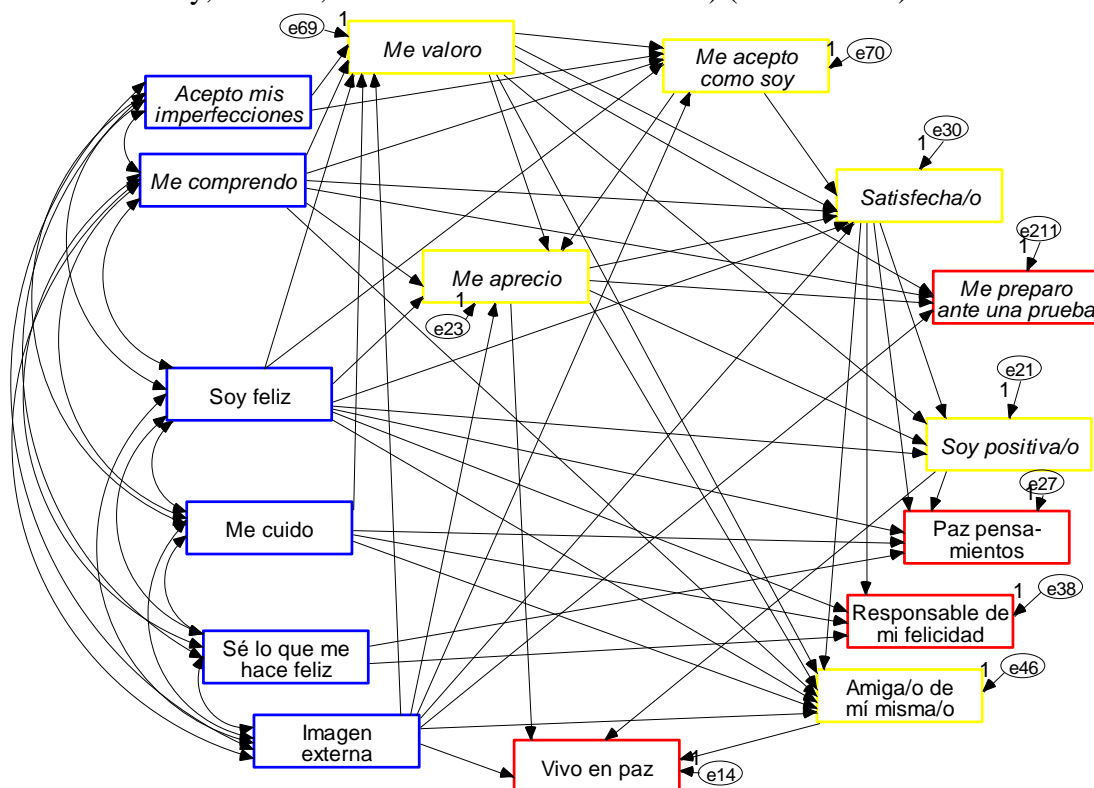 e69
1
Me valoro
Me acepto
como soy
1
e70
Acepto mis
imperfecciones
e30
1
Me comprendo
Satisfecha/o
e211
1
Me aprecio
Me preparo
ante una prueba
1
e23
Soy feliz
e21
1
Soy positiva/o
e27
1
Me cuido
Paz pensa-
mientos
1
e38
Responsable de
mi felicidad
Sé lo que me
hace feliz
1
e46
Amiga/o de
mí misma/o
Imagen
externa
Vivo en paz
1
e14